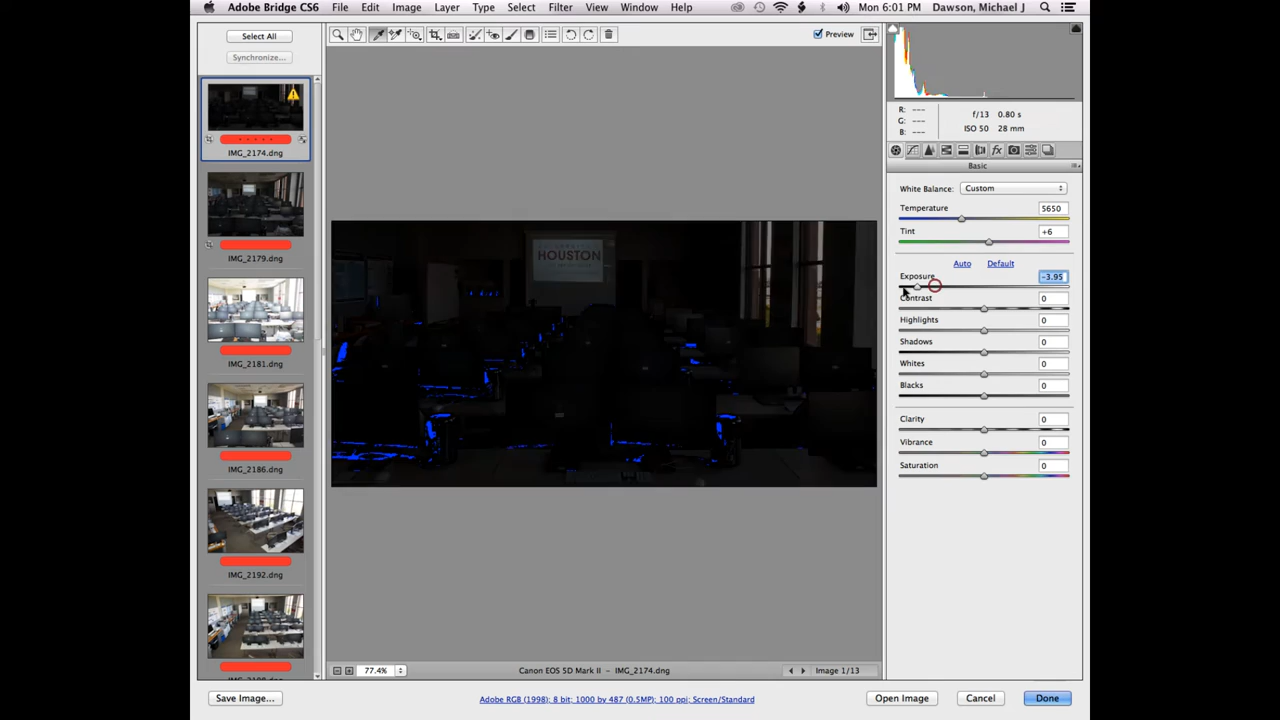 Adobe Bridge CS6 File Edit Image Layer Type Select Filter View Window Help Mon 6:01 PM Dawson, Michael J
Select All
Synchronize...
IMG_2174.dng
IMG_2179.dng
IMG_2181.dng
IMG_2186.dng
IMG_2192.dng
Preview
HOUSTON
77.4%
Canon EOS 5D Mark II – IMG_2174.dng
Image 1/13
R: ---
G: ---
B: ---
f/13 0.80 s
ISO 50 28 mm
Basic
White Balance: Custom
Temperature 5650
Tint +6
Auto Default
Exposure -3.95
Contrast 0
Highlights 0
Shadows 0
Whites 0
Blacks 0
Clarity 0
Vibrance 0
Saturation 0
Save Image...
Adobe RGB (1998); 8 bit; 1000 by 487 (0.5MP); 100 ppi; Screen/Standard
Open Image
Cancel
Done